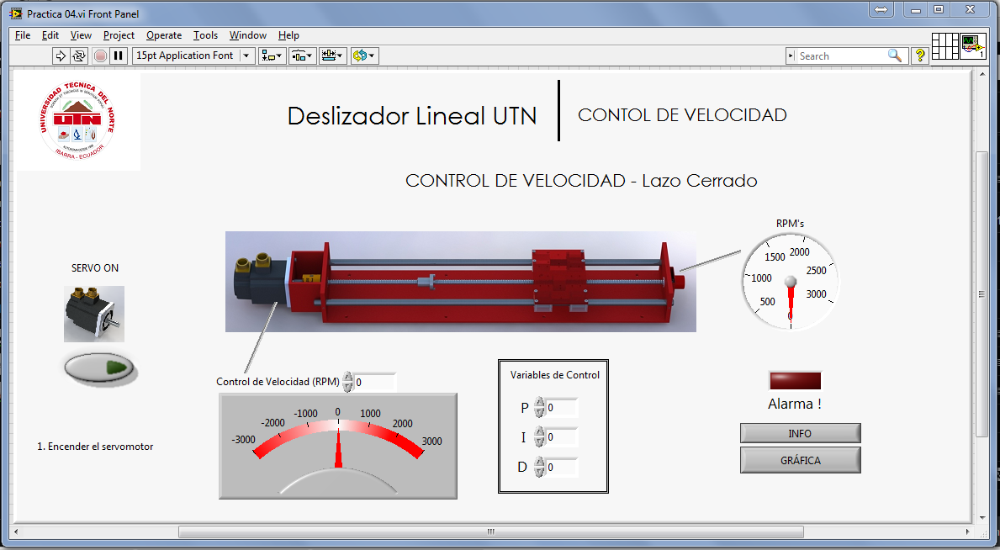 Practica 04.vi Front Panel
File Edit View Project Operate Tools Window Help
15pt Application Font
Search
1
UNIVERSIDAD TECNICA DEL NORTE
UTN
IBARRA - ECUADOR
Deslizador Lineal UTN
CONTOL DE VELOCIDAD
CONTROL DE VELOCIDAD - Lazo Cerrado
RPM's
0
500
1000
1500
2000
2500
3000
SERVO ON
Control de Velocidad (RPM) 0
-3000
-2000
-1000
0
1000
2000
3000
1. Encender el servomotor
Variables de Control
P 0
I 0
D 0
Alarma !
INFO
GRÁFICA